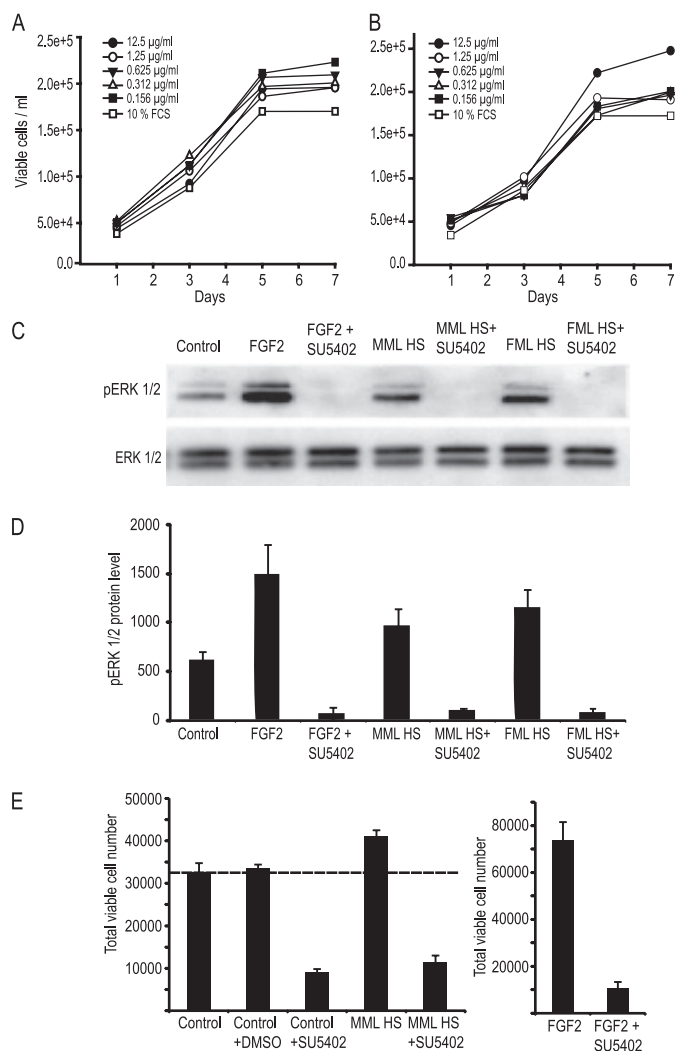 A
2.5e+5
2.0e+5
1.5e+5
1.0e+5
5.0e+4
0.0
Viable cells / ml
12.5 µg/ml
1.25 µg/ml
0.625 µg/ml
0.312 µg/ml
0.156 µg/ml
10 % FCS
1 2 3 4 5 6 7
Days
B
2.5e+5
2.0e+5
1.5e+5
1.0e+5
5.0e+4
0.0
12.5 µg/ml
1.25 µg/ml
0.625 µg/ml
0.312 µg/ml
0.156 µg/ml
10 % FCS
1 2 3 4 5 6 7
Days
C
Control
FGF2
FGF2 +
SU5402
MML HS
MML HS+
SU5402
FML HS
FML HS+
SU5402
pERK 1/2
ERK 1/2
D
pERK 1/2 protein level
2000
1500
1000
500
0
Control
FGF2
FGF2 +
SU5402
MML HS
MML HS+
SU5402
FML HS
FML HS+
SU5402
E
Total viable cell number
50000
40000
30000
20000
10000
Control
Control
+DMSO
Control
+SU5402
MML HS
MML HS
+SU5402
Total viable cell number
80000
60000
40000
20000
0
FGF2
FGF2 +
SU5402